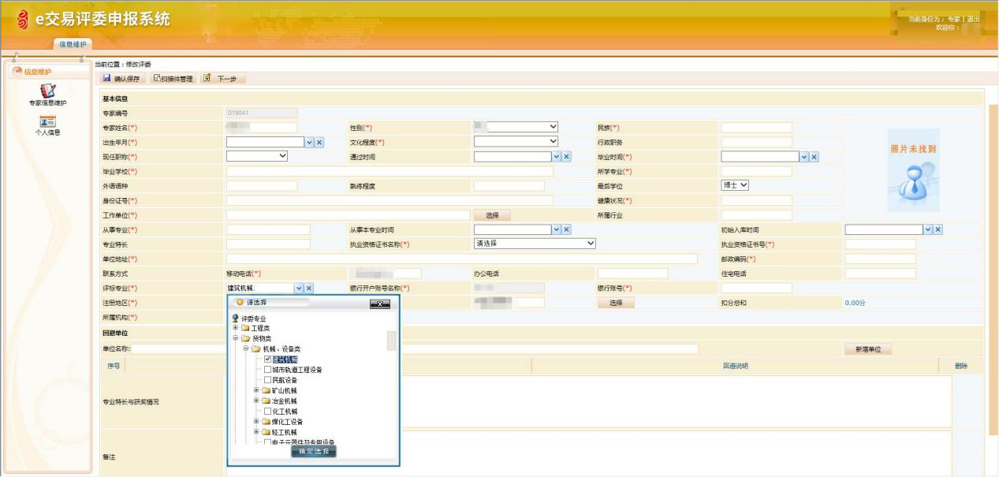 e交易评委申报系统
当前身份为：专家 | 退出
欢迎你：
信息维护
当前位置：修改评委
信息维护
确认保存 扫描件管理 下一步
专家信息维护
个人信息
基本信息
专家编号 019041
专家姓名(*) 性别(*) 民族(*)
出生年月(*) 文化程度(*) 行政职务
现任职称(*) 通过时间 毕业时间(*)
照片未找到
毕业学校(*) 所学专业(*)
外语语种 熟练程度 最后学位 博士
身份证号(*) 健康状况(*)
工作单位(*) 选择 所属行业
从事专业(*) 从事本专业时间 初始入库时间
专业特长 执业资格证书名称(*) 请选择 执业资格证书号(*)
单位地址(*) 邮政编码(*)
联系方式 移动电话(*) 办公电话 住宅电话
评标专业(*) 建筑机械; 银行开户账号名称(*) 银行账号(*)
注册地区(*) 选择 扣分总和 0.00分
所属机构(*)
回避单位
单位名称: 新增单位
序号 回避说明 删除
专业特长与获奖情况
备注
请选择 X
评委专业
工程类
货物类
机械、设备类
建筑机械
城市轨道工程设备
民航设备
矿山机械
冶金机械
化工机械
煤化工设备
轻工机械
电子元器件及专用设备
确定选择